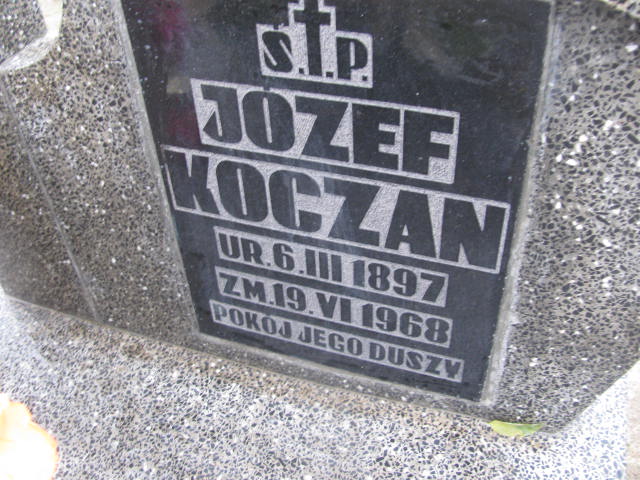 Ś.P.
JÓZEF
KOCZAN
UR. 6. III 1897
ZM. 19. VI 1968
POKÓJ JEGO DUSZY